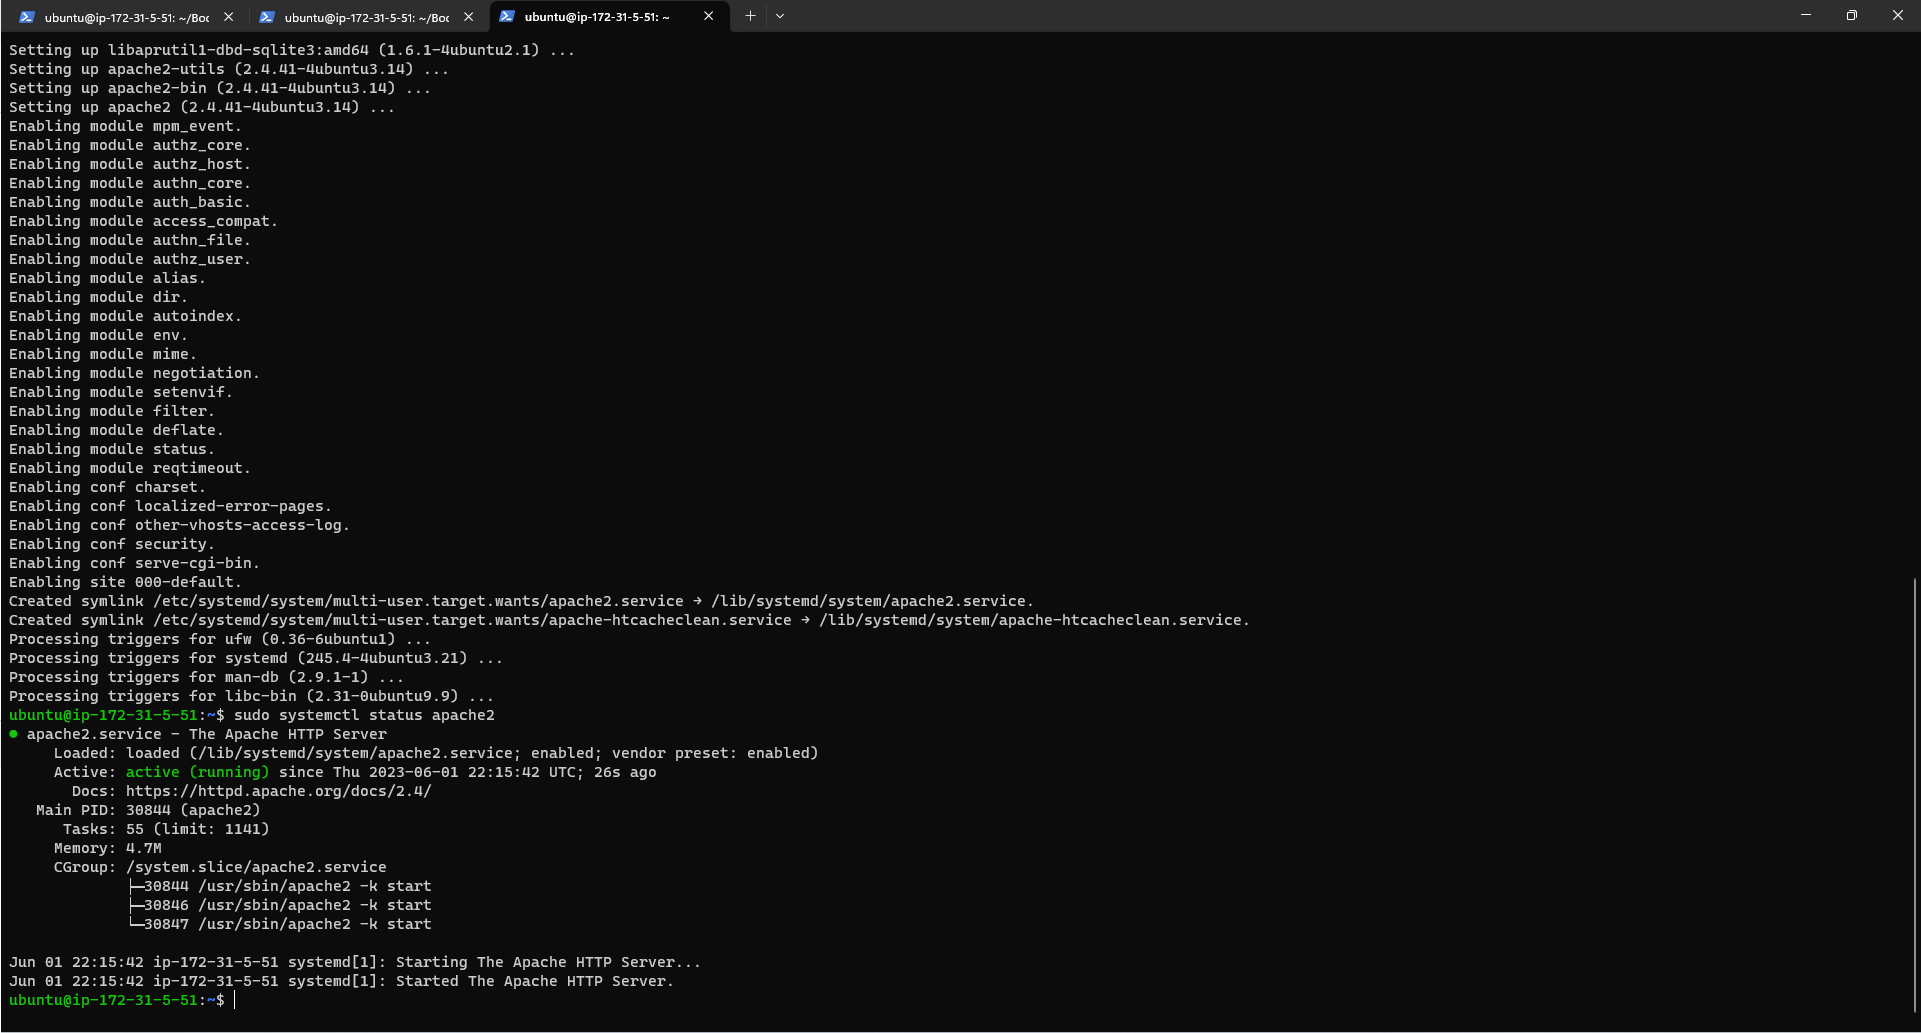 ubuntu@ip-172-31-5-51: ~/Boc
ubuntu@ip-172-31-5-51: ~/Boc
ubuntu@ip-172-31-5-51: ~
Setting up libaprutil1-dbd-sqlite3:amd64 (1.6.1-4ubuntu2.1) ...
Setting up apache2-utils (2.4.41-4ubuntu3.14) ...
Setting up apache2-bin (2.4.41-4ubuntu3.14) ...
Setting up apache2 (2.4.41-4ubuntu3.14) ...
Enabling module mpm_event.
Enabling module authz_core.
Enabling module authz_host.
Enabling module authn_core.
Enabling module auth_basic.
Enabling module access_compat.
Enabling module authn_file.
Enabling module authz_user.
Enabling module alias.
Enabling module dir.
Enabling module autoindex.
Enabling module env.
Enabling module mime.
Enabling module negotiation.
Enabling module setenvif.
Enabling module filter.
Enabling module deflate.
Enabling module status.
Enabling module reqtimeout.
Enabling conf charset.
Enabling conf localized-error-pages.
Enabling conf other-vhosts-access-log.
Enabling conf security.
Enabling conf serve-cgi-bin.
Enabling site 000-default.
Created symlink /etc/systemd/system/multi-user.target.wants/apache2.service → /lib/systemd/system/apache2.service.
Created symlink /etc/systemd/system/multi-user.target.wants/apache-htcacheclean.service → /lib/systemd/system/apache-htcacheclean.service.
Processing triggers for ufw (0.36-6ubuntu1) ...
Processing triggers for systemd (245.4-4ubuntu3.21) ...
Processing triggers for man-db (2.9.1-1) ...
Processing triggers for libc-bin (2.31-0ubuntu9.9) ...
ubuntu@ip-172-31-5-51:~$ sudo systemctl status apache2
● apache2.service - The Apache HTTP Server
     Loaded: loaded (/lib/systemd/system/apache2.service; enabled; vendor preset: enabled)
     Active: active (running) since Thu 2023-06-01 22:15:42 UTC; 26s ago
       Docs: https://httpd.apache.org/docs/2.4/
   Main PID: 30844 (apache2)
      Tasks: 55 (limit: 1141)
     Memory: 4.7M
     CGroup: /system.slice/apache2.service
             ├─30844 /usr/sbin/apache2 -k start
             ├─30846 /usr/sbin/apache2 -k start
             └─30847 /usr/sbin/apache2 -k start
Jun 01 22:15:42 ip-172-31-5-51 systemd[1]: Starting The Apache HTTP Server...
Jun 01 22:15:42 ip-172-31-5-51 systemd[1]: Started The Apache HTTP Server.
ubuntu@ip-172-31-5-51:~$